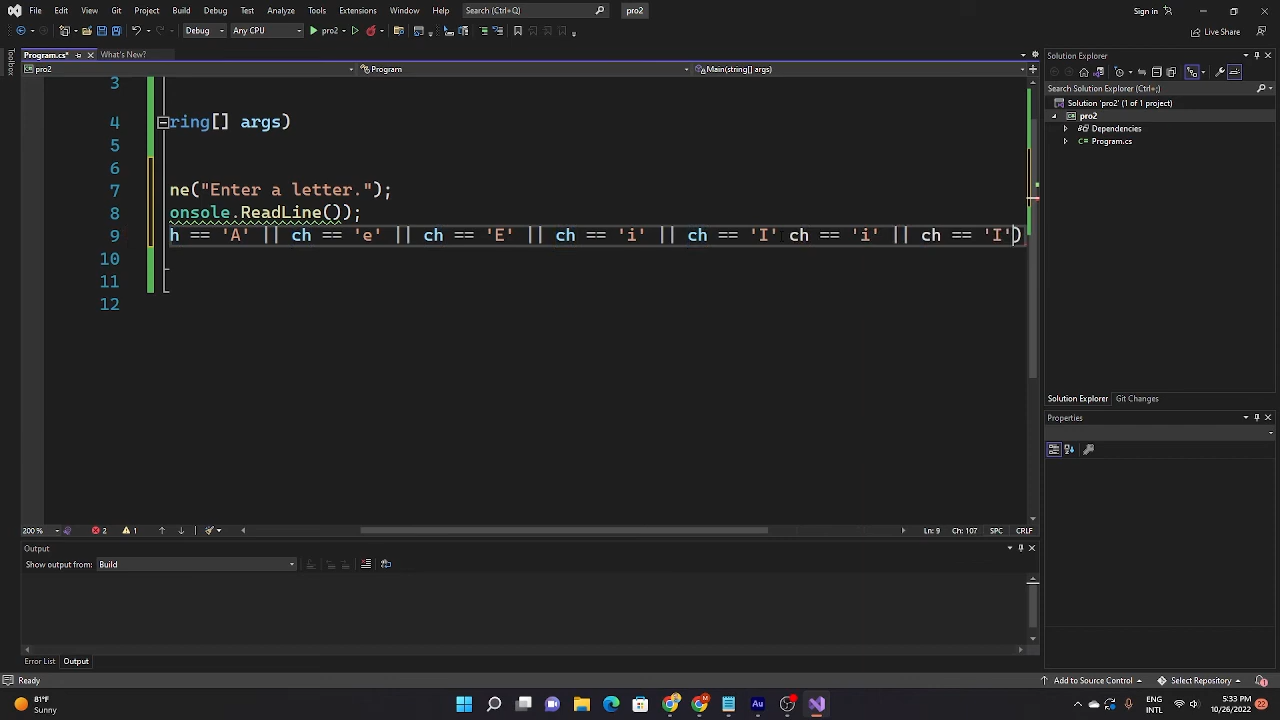 File Edit View Git Project Build Debug Test Analyze Tools Extensions Window Help Search (Ctrl+Q) pro2 Sign in
Debug Any CPU pro2 Live Share
Program.cs* What's New?
pro2 Program Main(string[] args)
3
4 ring[] args)
5
6
7 ne("Enter a letter.");
8 onsole.ReadLine());
9 h == 'A' || ch == 'e' || ch == 'E' || ch == 'i' || ch == 'I' ch == 'i' || ch == 'I')
10
11
12
200 % 2 1 Ln: 9 Ch: 107 SPC CRLF
Solution Explorer
Search Solution Explorer (Ctrl+;)
Solution 'pro2' (1 of 1 project)
pro2
Dependencies
Program.cs
Solution Explorer Git Changes
Properties
Output
Show output from: Build
Error List Output
Ready Add to Source Control Select Repository
81°F
Sunny
Au
ENG
INTL
5:33 PM
10/26/2022